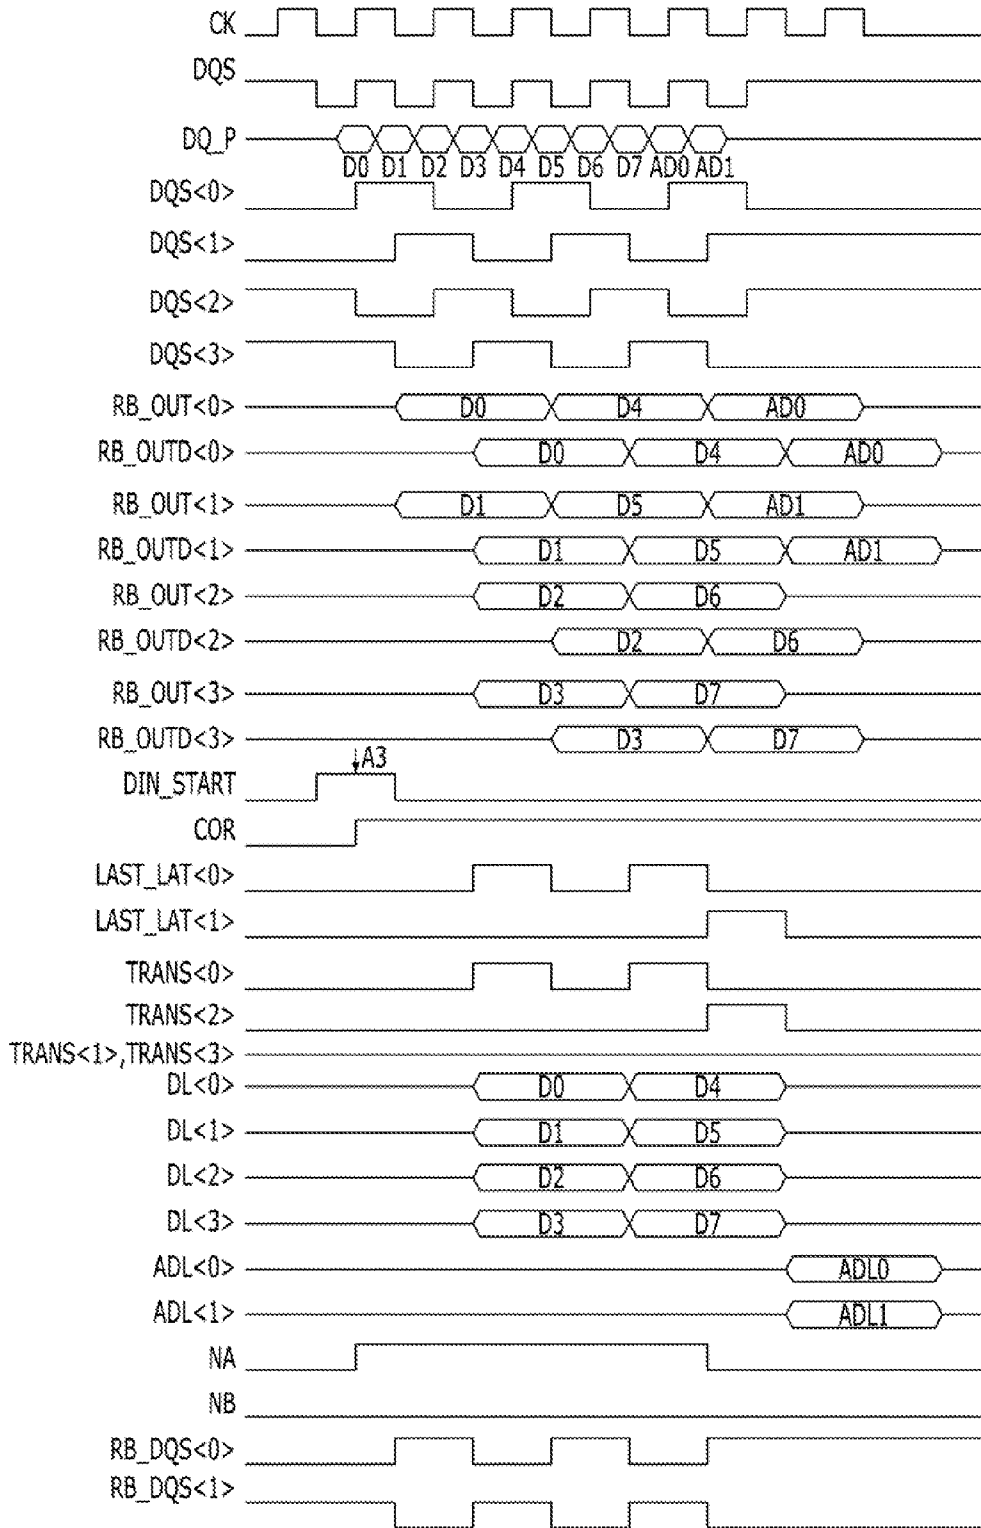 CK
DQS
DQ_P
D0 D1 D2 D3 D4 D5 D6 D7 AD0 AD1
DQS<0>
DQS<1>
DQS<2>
DQS<3>
RB_OUT<0> D0 D4 AD0
RB_OUTD<0> D0 D4 AD0
RB_OUT<1> D1 D5 AD1
RB_OUTD<1> D1 D5 AD1
RB_OUT<2> D2 D6
RB_OUTD<2> D2 D6
RB_OUT<3> D3 D7
RB_OUTD<3> D3 D7
A3
DIN_START
COR
LAST_LAT<0>
LAST_LAT<1>
TRANS<0>
TRANS<2>
TRANS<1>,TRANS<3>
DL<0> D0 D4
DL<1> D1 D5
DL<2> D2 D6
DL<3> D3 D7
ADL<0> ADL0
ADL<1> ADL1
NA
NB
RB_DQS<0>
RB_DQS<1>